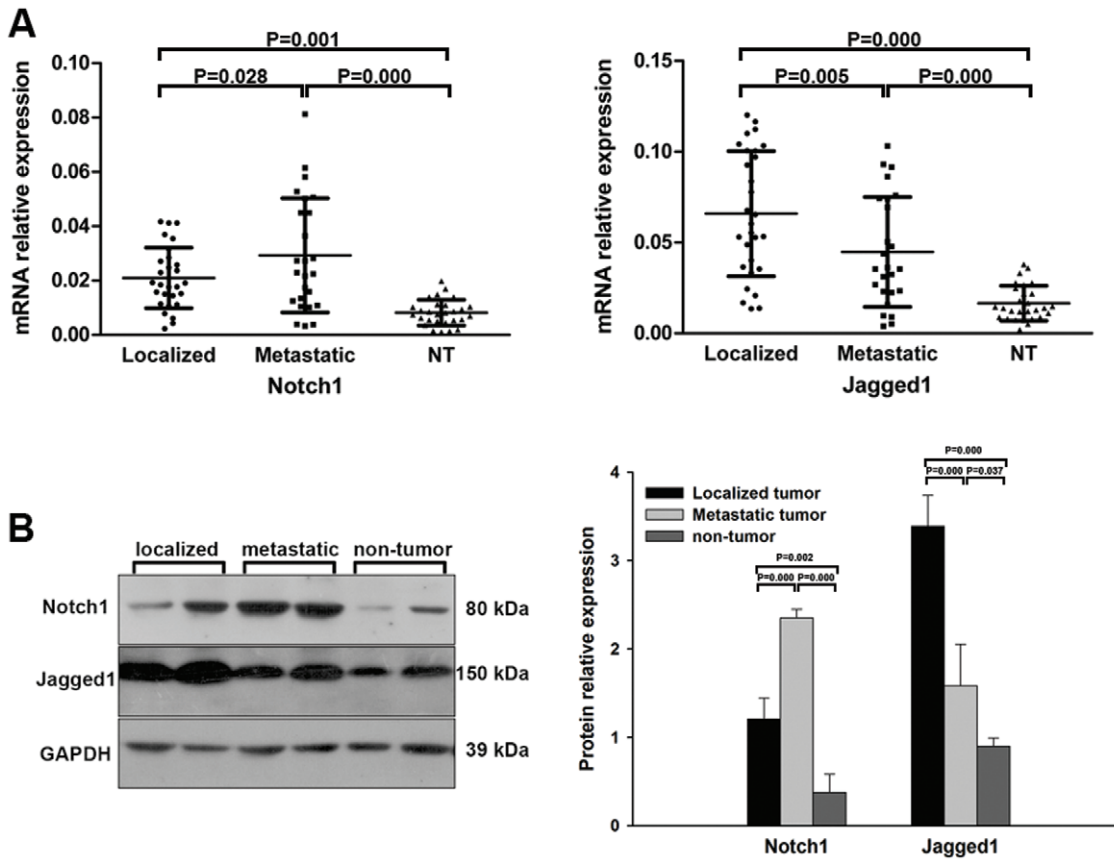 A
P=0.001
P=0.028 P=0.000
mRNA relative expression
0.10
0.08
0.06
0.04
0.02
0.00
Localized Metastatic NT
Notch1
P=0.000
P=0.005 P=0.000
mRNA relative expression
0.15
0.10
0.05
0.00
Localized Metastatic NT
Jagged1
B
localized metastatic non-tumor
Notch1 80 kDa
Jagged1 150 kDa
GAPDH 39 kDa
Protein relative expression
4
3
2
1
0
Localized tumor
Metastatic tumor
non-tumor
P=0.002
P=0.000 P=0.000
P=0.000
P=0.000 P=0.037
Notch1 Jagged1